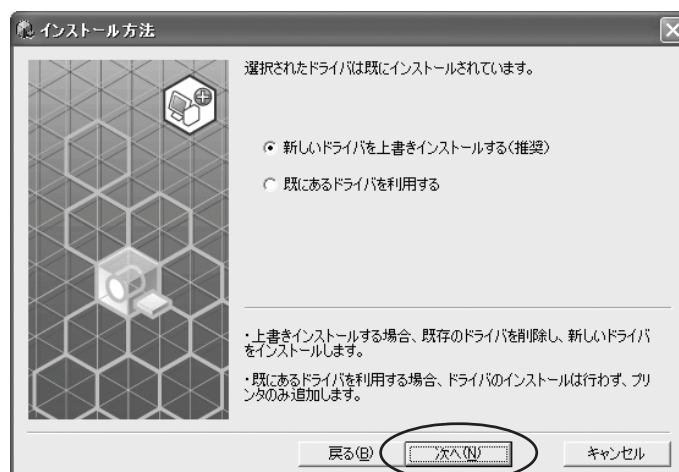 インストール方法
選択されたドライバは既にインストールされています。
新しいドライバを上書きインストールする(推奨)
既にあるドライバを利用する
・上書きインストールする場合、既存のドライバを削除し、新しいドライバ
をインストールします。
・既にあるドライバを利用する場合、ドライバのインストールは行わず、プリ
ンタのみ追加します。
戻る(B)
次へ(N)
キャンセル